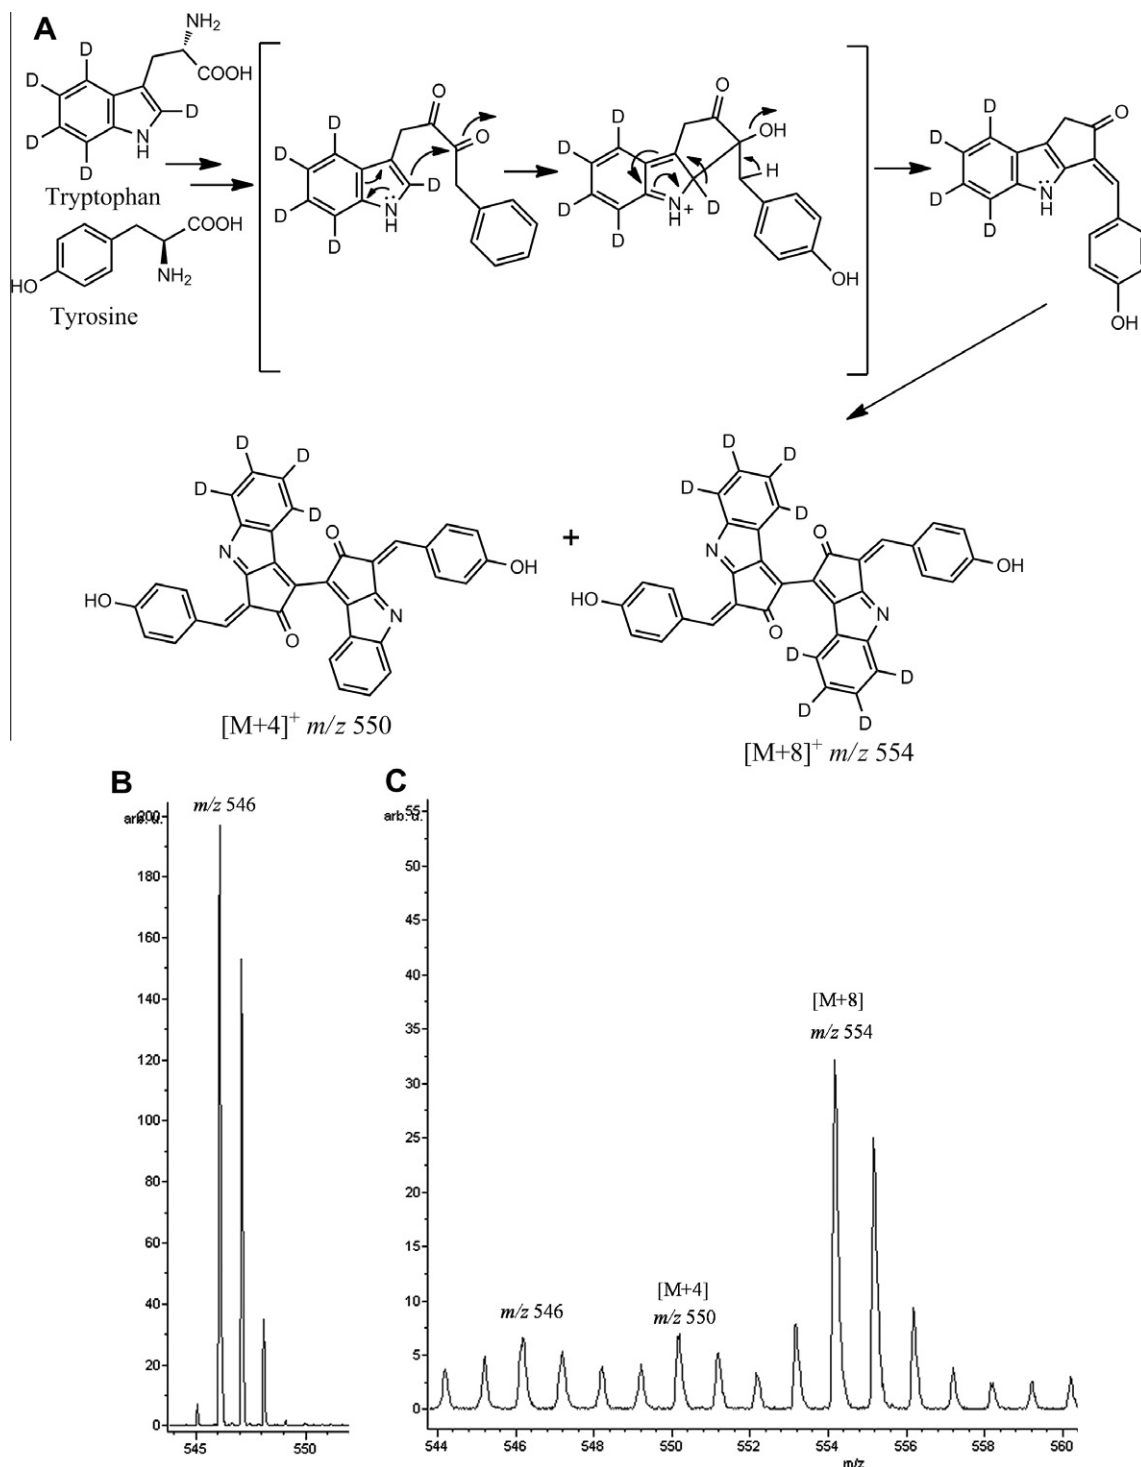 A
NH₂
D
D
COOH
D
D
N
H
D
Tryptophan
COOH
NH₂
HO
Tyrosine
O
O
D
D
D
D
N
H
D
O
OH
D
H
D
D
N
H
+
D
D
OH
O
D
D
D
N
H
D
OH
D
D
D
D
N
O
OH
HO
O
N
[M+4]⁺ m/z 550
+
D
D
D
D
N
O
OH
HO
O
N
D
D
D
D
[M+8]⁺ m/z 554
B
m/z 546
arb. u.
200
180
160
140
120
100
80
60
40
20
0
545 550
C
arb. u.
55
50
45
40
35
30
25
20
15
10
5
0
[M+8]
m/z 554
[M+4]
m/z 546
m/z 550
544 546 548 550 552 554 556 558 560
m/z